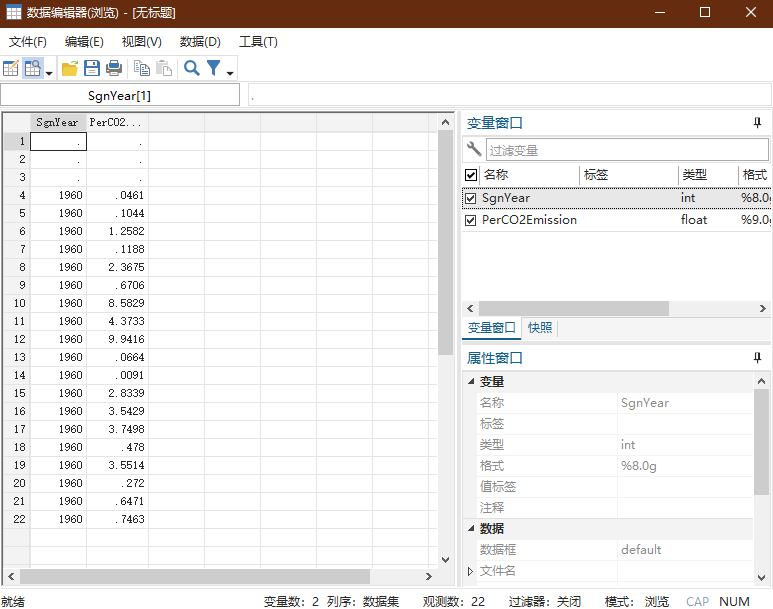 数据编辑器(浏览) - [无标题]
文件(F) 编辑(E) 视图(V) 数据(D) 工具(T)
SgnYear[1] .
SgnYear PerCO2...
1 . .
2 . .
3 . .
4 1960 .0461
5 1960 .1044
6 1960 1.2582
7 1960 .1188
8 1960 2.3675
9 1960 .6706
10 1960 8.5829
11 1960 4.3733
12 1960 9.9416
13 1960 .0664
14 1960 .0091
15 1960 2.8339
16 1960 3.5429
17 1960 3.7498
18 1960 .478
19 1960 3.5514
20 1960 .272
21 1960 .6471
22 1960 .7463
变量窗口
过滤变量
名称 标签 类型 格式
SgnYear int %8.0g
PerCO2Emission float %9.0g
变量窗口 快照
属性窗口
变量
名称 SgnYear
标签
类型 int
格式 %8.0g
值标签
注释
数据
数据框 default
文件名
就绪 变量数: 2 列序: 数据集 观测数: 22 过滤器: 关闭 模式: 浏览 CAP NUM